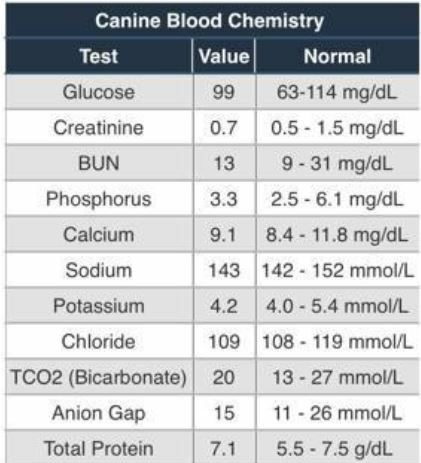 Canine Blood Chemistry
Test Value Normal
Glucose 99 63-114 mg/dL
Creatinine 0.7 0.5 - 1.5 mg/dL
BUN 13 9 - 31 mg/dL
Phosphorus 3.3 2.5 - 6.1 mg/dL
Calcium 9.1 8.4 - 11.8 mg/dL
Sodium 143 142 - 152 mmol/L
Potassium 4.2 4.0 - 5.4 mmol/L
Chloride 109 108 - 119 mmol/L
TCO2 (Bicarbonate) 20 13 - 27 mmol/L
Anion Gap 15 11 - 26 mmol/L
Total Protein 7.1 5.5 - 7.5 g/dL